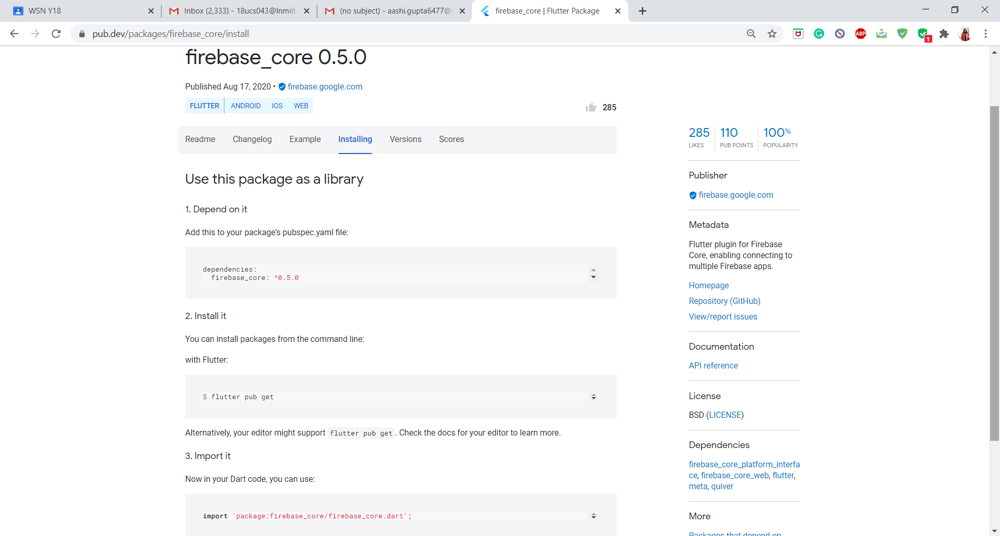 WSN Y18
Inbox (2,333) - 18ucs043@lnmiit.
(no subject) - aashi.gupta6477@g
firebase_core | Flutter Package
pub.dev/packages/firebase_core/install
ABP
1
firebase_core 0.5.0
Published Aug 17, 2020 • firebase.google.com
FLUTTER ANDROID IOS WEB
285
Readme Changelog Example Installing Versions Scores
Use this package as a library
1. Depend on it
Add this to your package's pubspec.yaml file:
dependencies:
  firebase_core: ^0.5.0
2. Install it
You can install packages from the command line:
with Flutter:
$ flutter pub get
Alternatively, your editor might support flutter pub get. Check the docs for your editor to learn more.
3. Import it
Now in your Dart code, you can use:
import 'package:firebase_core/firebase_core.dart';
285 110 100%
LIKES PUB POINTS POPULARITY
Publisher
firebase.google.com
Metadata
Flutter plugin for Firebase
Core, enabling connecting to
multiple Firebase apps.
Homepage
Repository (GitHub)
View/report issues
Documentation
API reference
License
BSD (LICENSE)
Dependencies
firebase_core_platform_interfa
ce, firebase_core_web, flutter,
meta, quiver
More
Packages that depend on